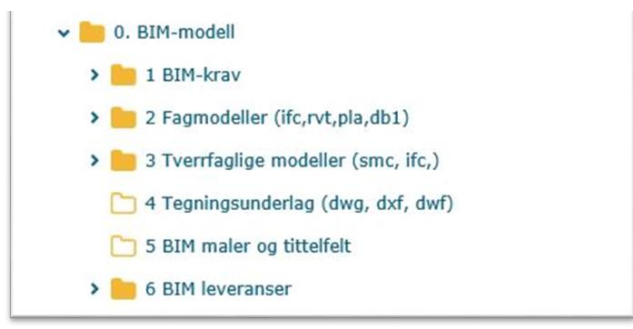 0. BIM-modell
1 BIM-krav
2 Fagmodeller (ifc,rvt,pla,db1)
3 Tverrfaglige modeller (smc, ifc,)
4 Tegningsunderlag (dwg, dxf, dwf)
5 BIM maler og tittelfelt
6 BIM leveranser